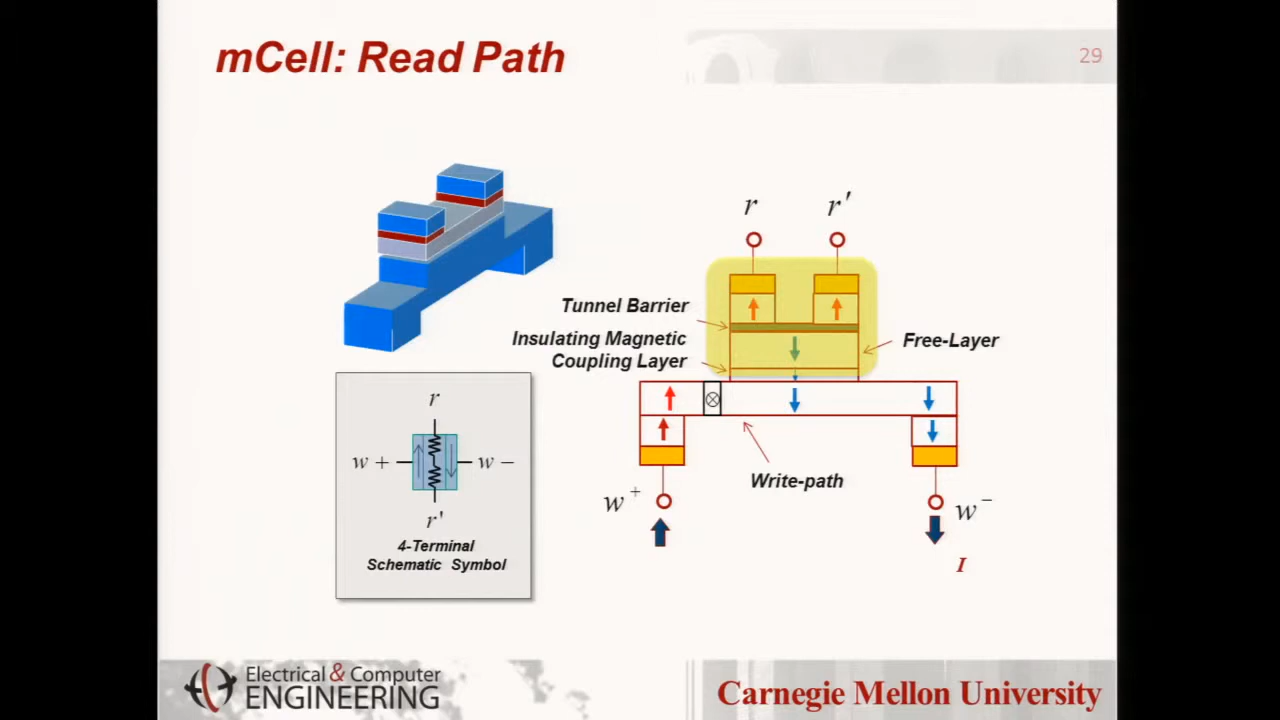 mCell: Read Path
29
r r′
Tunnel Barrier
Insulating Magnetic
Coupling Layer
Free-Layer
Write-path
w +
w −
I
r
w + w −
r'
4-Terminal
Schematic Symbol
Electrical & Computer
ENGINEERING
Carnegie Mellon University